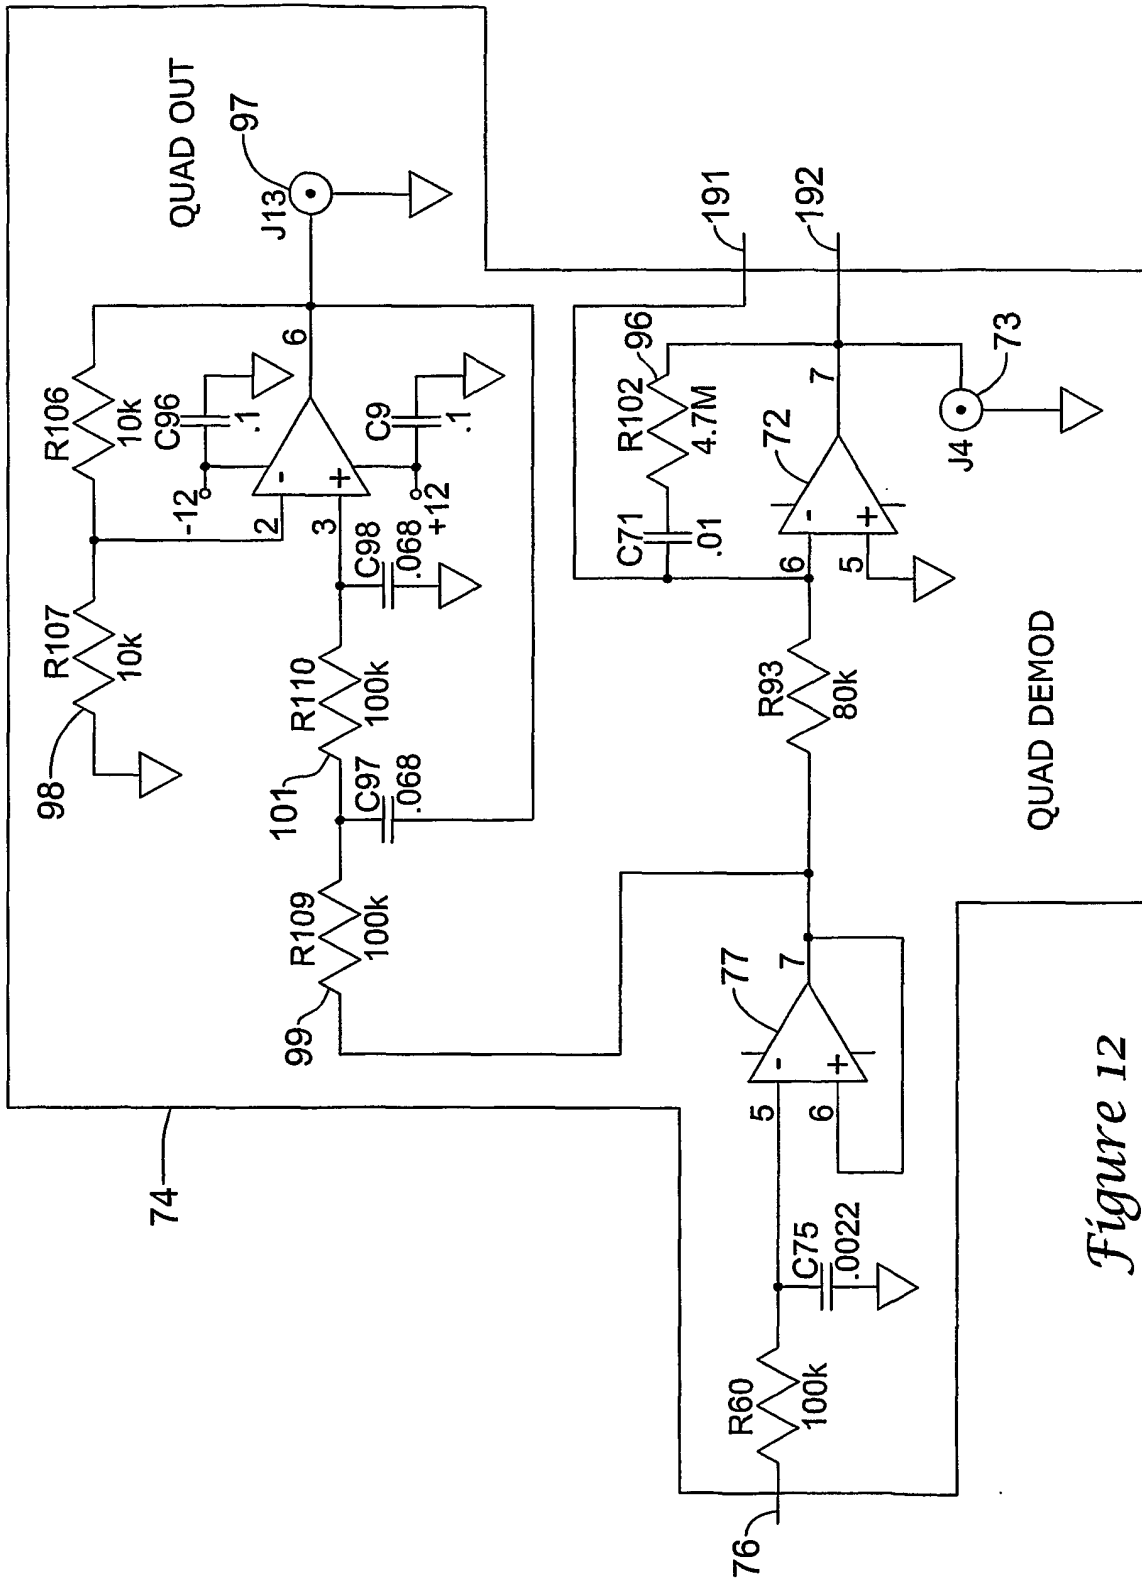 74
QUAD OUT
97
J13
98
R107
10k
R106
10k
-12
C96
.1
2
-
6
3
+
+12
C9
.1
99
R109
100k
101
R110
100k
C97
.068
C98
.068
191
192
96
R102
4.7M
C71
.01
72
6
-
5
+
7
J4
73
R93
80k
77
5
-
6
+
7
76
R60
100k
C75
.0022
QUAD DEMOD
Figure 12